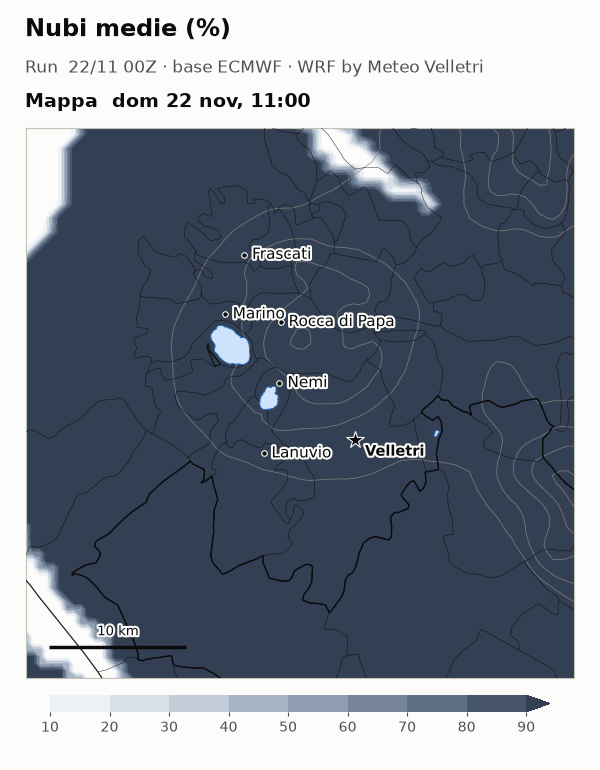 Nubi medie (%)
Run  22/11 00Z · base ECMWF · WRF by Meteo Velletri
Mappa  dom 22 nov, 11:00
Frascati
Marino
Rocca di Papa
Nemi
Velletri
Lanuvio
10 km
10 20 30 40 50 60 70 80 90